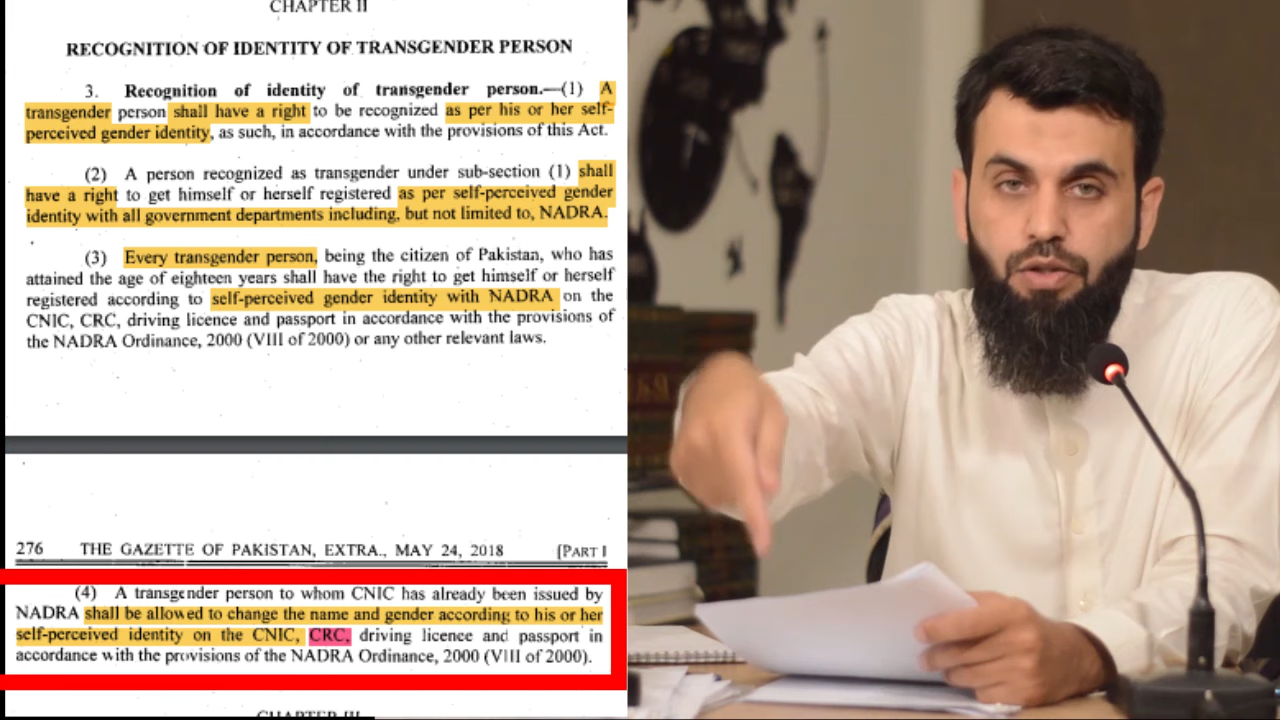 CHAPTER II
RECOGNITION OF IDENTITY OF TRANSGENDER PERSON
3. Recognition of identity of transgender person.—(1) A
transgender person shall have a right to be recognized as per his or her self-
perceived gender identity, as such, in accordance with the provisions of this Act.
(2) A person recognized as transgender under sub-section (1) shall
have a right to get himself or herself registered as per self-perceived gender
identity with all government departments including, but not limited to, NADRA.
(3) Every transgender person, being the citizen of Pakistan, who has
attained the age of eighteen years shall have the right to get himself or herself
registered according to self-perceived gender identity with NADRA on the
CNIC, CRC, driving licence and passport in accordance with the provisions of
the NADRA Ordinance, 2000 (VIII of 2000) or any other relevant laws.
276 THE GAZETTE OF PAKISTAN, EXTRA., MAY 24, 2018 [PART I
(4) A transgender person to whom CNIC has already been issued by
NADRA shall be allowed to change the name and gender according to his or her
self-perceived identity on the CNIC, CRC, driving licence and passport in
accordance with the provisions of the NADRA Ordinance, 2000 (VIII of 2000).
CHAPTER III